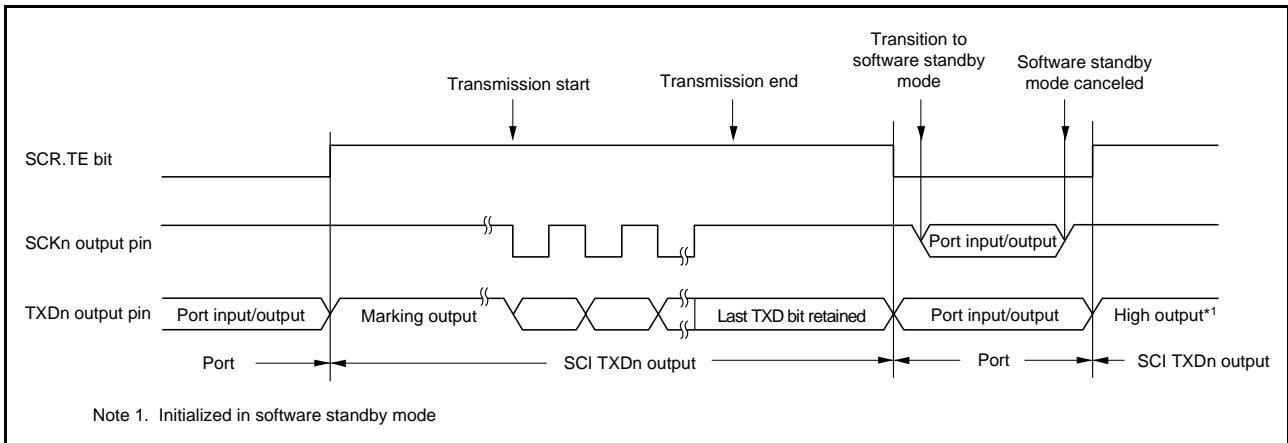 Transition to
software standby
mode
Software standby
mode canceled
Transmission start
Transmission end
SCR.TE bit
SCKn output pin
Port input/output
TXDn output pin
Port input/output
Marking output
Last TXD bit retained
Port input/output
High output*1
Port
SCI TXDn output
Port
SCI TXDn output
Note 1. Initialized in software standby mode